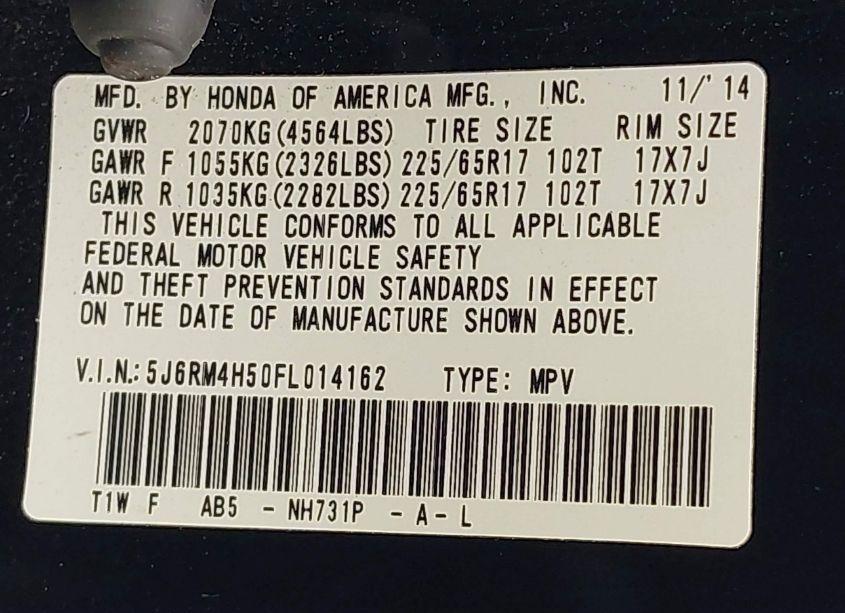 MFD. BY HONDA OF AMERICA MFG., INC. 11/'14
GVWR 2070KG(4564LBS) TIRE SIZE RIM SIZE
GAWR F 1055KG(2326LBS) 225/65R17 102T 17X7J
GAWR R 1035KG(2282LBS) 225/65R17 102T 17X7J
THIS VEHICLE CONFORMS TO ALL APPLICABLE
FEDERAL MOTOR VEHICLE SAFETY
AND THEFT PREVENTION STANDARDS IN EFFECT
ON THE DATE OF MANUFACTURE SHOWN ABOVE.
V.I.N.: 5J6RM4H50FL014162 TYPE: MPV
T1W F AB5 - NH731P - A - L